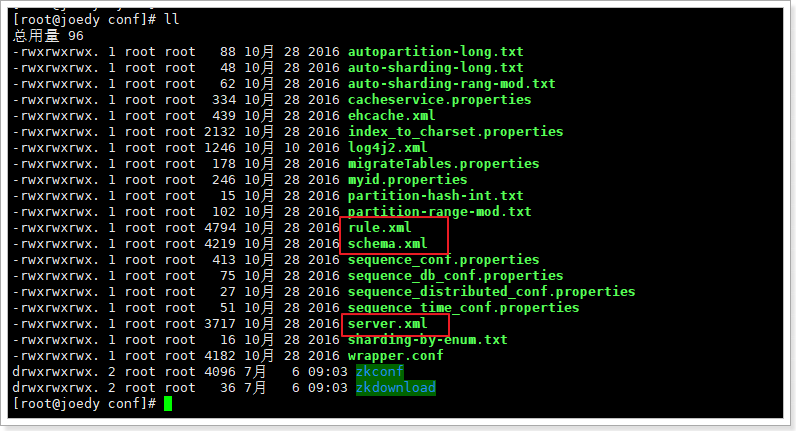 [root@joedy conf]# ll
总用量 96
-rwxrwxrwx. 1 root root   88 10月 28 2016 autopartition-long.txt
-rwxrwxrwx. 1 root root   48 10月 28 2016 auto-sharding-long.txt
-rwxrwxrwx. 1 root root   62 10月 28 2016 auto-sharding-rang-mod.txt
-rwxrwxrwx. 1 root root  334 10月 28 2016 cacheservice.properties
-rwxrwxrwx. 1 root root  439 10月 28 2016 ehcache.xml
-rwxrwxrwx. 1 root root 2132 10月 28 2016 index_to_charset.properties
-rwxrwxrwx. 1 root root 1246 10月 10 2016 log4j2.xml
-rwxrwxrwx. 1 root root  178 10月 28 2016 migrateTables.properties
-rwxrwxrwx. 1 root root  246 10月 28 2016 myid.properties
-rwxrwxrwx. 1 root root   15 10月 28 2016 partition-hash-int.txt
-rwxrwxrwx. 1 root root  102 10月 28 2016 partition-range-mod.txt
-rwxrwxrwx. 1 root root 4794 10月 28 2016 rule.xml
-rwxrwxrwx. 1 root root 4219 10月 28 2016 schema.xml
-rwxrwxrwx. 1 root root  413 10月 28 2016 sequence_conf.properties
-rwxrwxrwx. 1 root root   75 10月 28 2016 sequence_db_conf.properties
-rwxrwxrwx. 1 root root   27 10月 28 2016 sequence_distributed_conf.properties
-rwxrwxrwx. 1 root root   51 10月 28 2016 sequence_time_conf.properties
-rwxrwxrwx. 1 root root 3717 10月 28 2016 server.xml
-rwxrwxrwx. 1 root root   16 10月 28 2016 sharding-by-enum.txt
-rwxrwxrwx. 1 root root 4182 10月 28 2016 wrapper.conf
drwxrwxrwx. 2 root root 4096 7月   6 09:03 zkconf
drwxrwxrwx. 2 root root   36 7月   6 09:03 zkdownload
[root@joedy conf]#